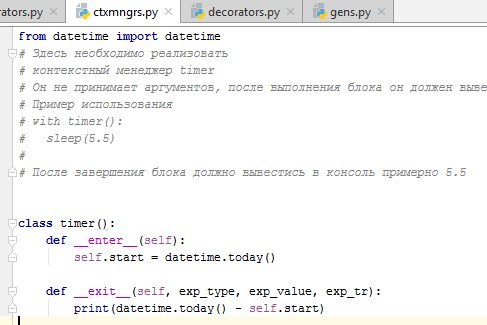 rators.py × ctxmngrs.py × decorators.py × gens.py ×
from datetime import datetime
# Здесь необходимо реализовать
# контекстный менеджер timer
# Он не принимает аргументов, после выполнения блока он должен выве
# Пример использования
# with timer():
#   sleep(5.5)
#
# После завершения блока должно вывестись в консоль примерно 5.5
class timer():
    def __enter__(self):
        self.start = datetime.today()
    def __exit__(self, exp_type, exp_value, exp_tr):
        print(datetime.today() - self.start)